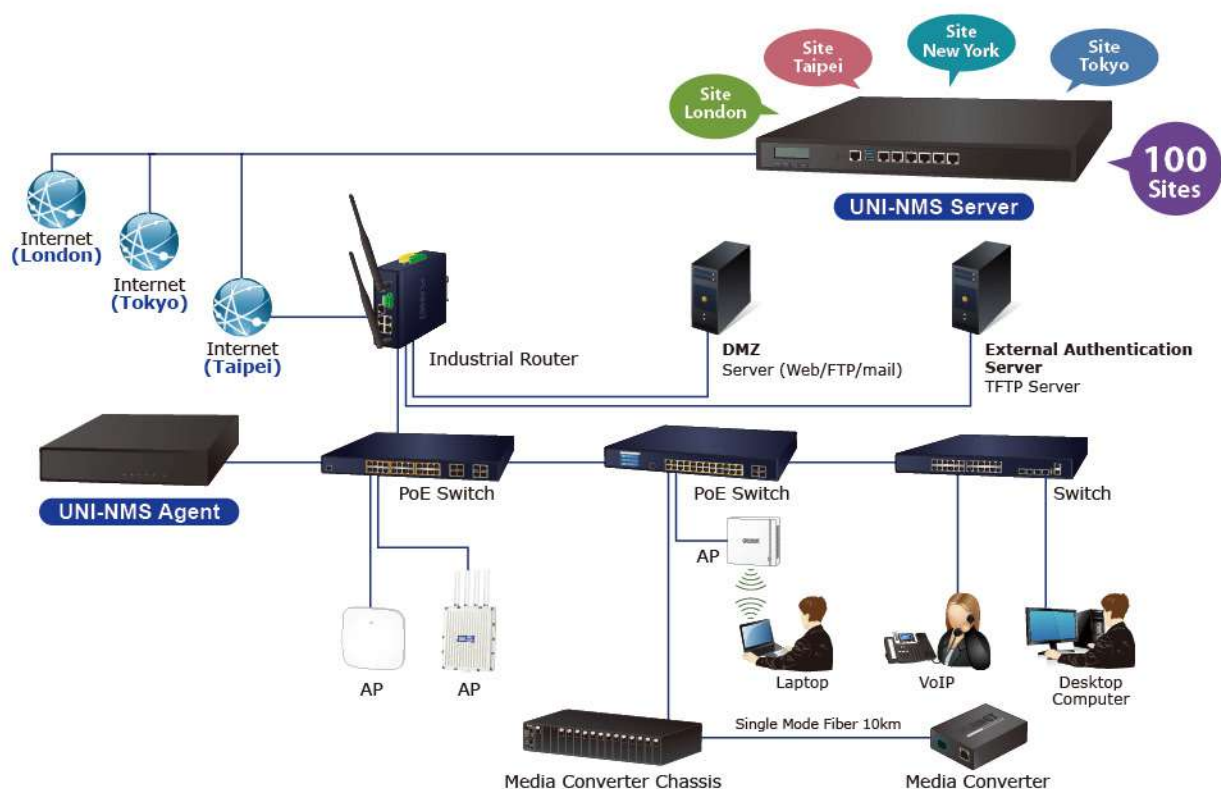 Site
Taipei
Site
New York
Site
Tokyo
Site
London
100
Sites
UNI-NMS Server
Internet
(London)
Internet
(Tokyo)
Internet
(Taipei)
Industrial Router
DMZ
Server (Web/FTP/mail)
External Authentication
Server
TFTP Server
UNI-NMS Agent
PoE Switch
PoE Switch
Switch
AP
AP
AP
Laptop
VoIP
Desktop
Computer
Single Mode Fiber 10km
Media Converter Chassis
Media Converter